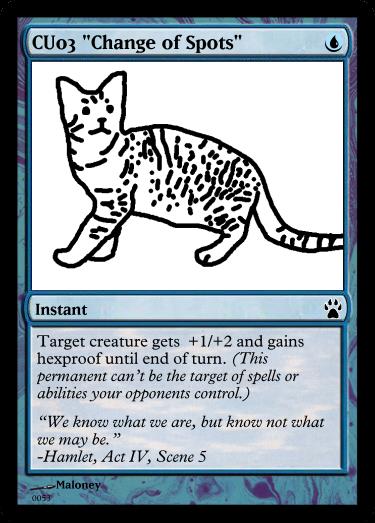 CU03 "Change of Spots"
Instant
Target creature gets +1/+2 and gains
hexproof until end of turn. (This
permanent can't be the target of spells or
abilities your opponents control.)
“We know what we are, but know not what
we may be.”
-Hamlet, Act IV, Scene 5
Maloney
0053